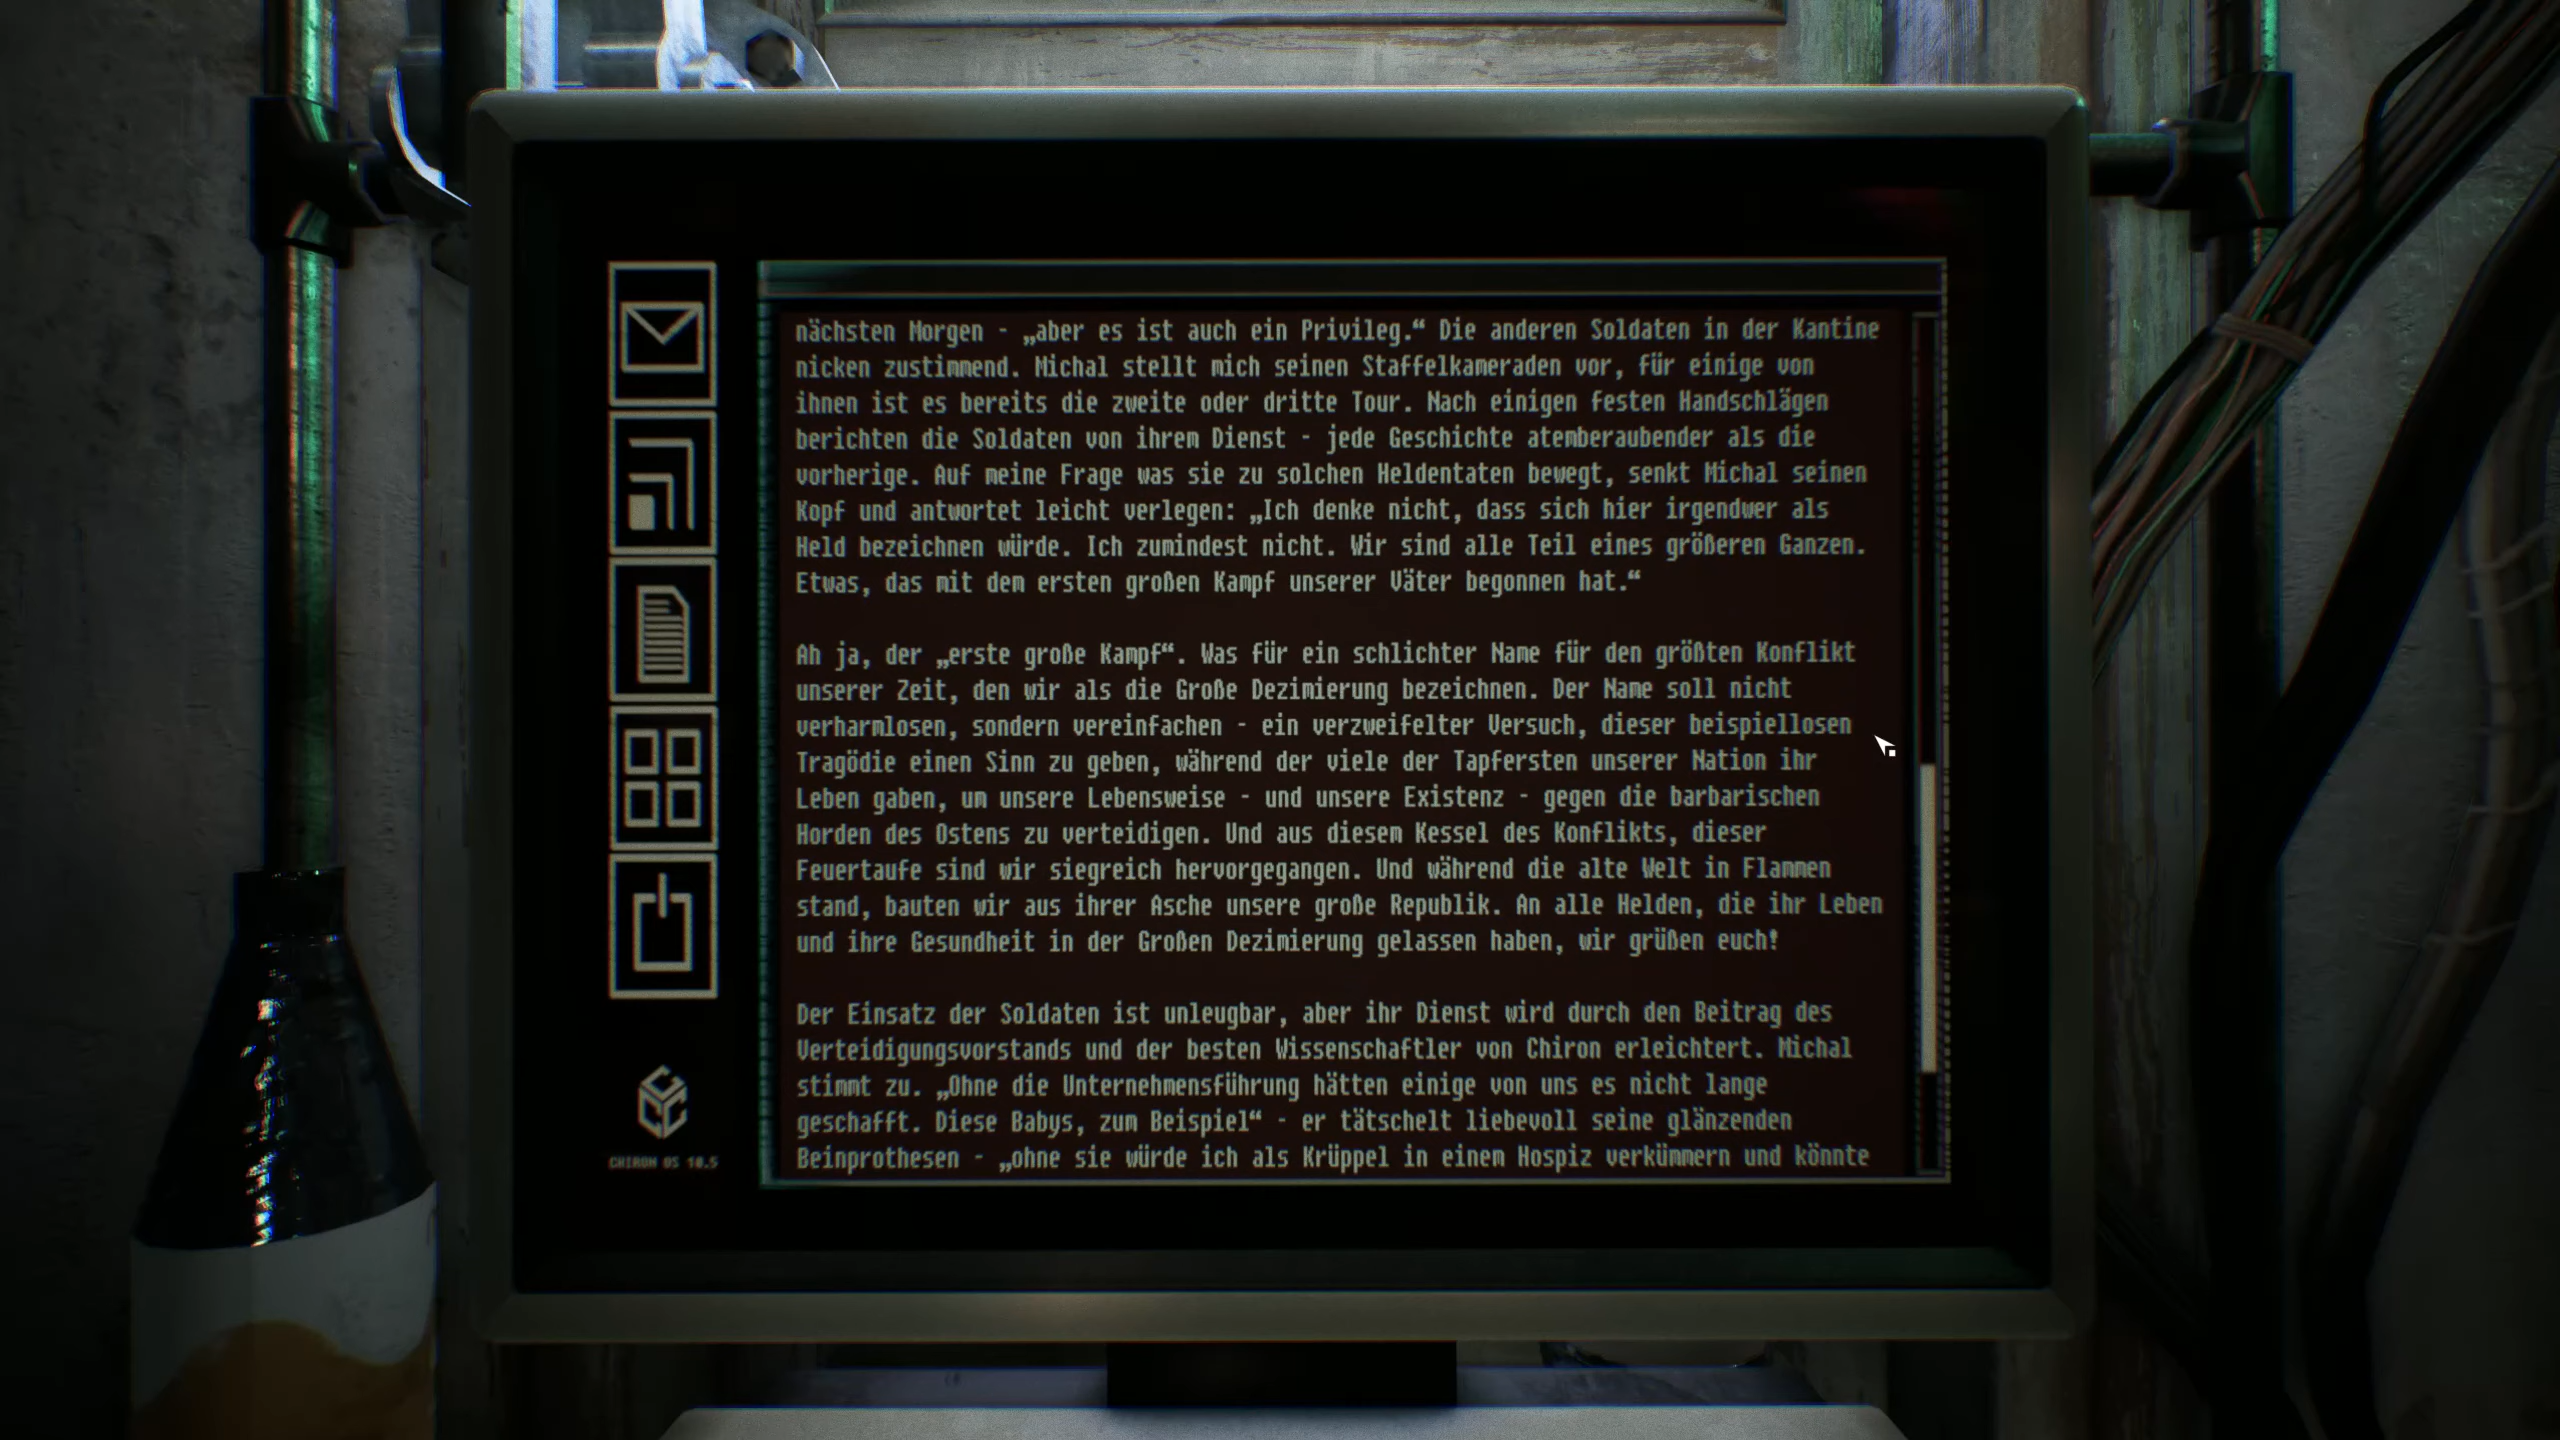 nächsten Morgen - „aber es ist auch ein Privileg.“ Die anderen Soldaten in der Kantine
nicken zustimmend. Michal stellt mich seinen Staffelkameraden vor, für einige von
ihnen ist es bereits die zweite oder dritte Tour. Nach einigen festen Handschlägen
berichten die Soldaten von ihrem Dienst - jede Geschichte atemberaubender als die
vorherige. Auf meine Frage was sie zu solchen Heldentaten bewegt, senkt Michal seinen
Kopf und antwortet leicht verlegen: „Ich denke nicht, dass sich hier irgendwer als
Held bezeichnen würde. Ich zumindest nicht. Wir sind alle Teil eines größeren Ganzen.
Etwas, das mit dem ersten großen Kampf unserer Väter begonnen hat.“
Ah ja, der „erste große Kampf“. Was für ein schlichter Name für den größten Konflikt
unserer Zeit, den wir als die Große Dezimierung bezeichnen. Der Name soll nicht
verharmlosen, sondern vereinfachen - ein verzweifelter Versuch, dieser beispiellosen
Tragödie einen Sinn zu geben, während der viele der Tapfersten unserer Nation ihr
Leben gaben, um unsere Lebensweise - und unsere Existenz - gegen die barbarischen
Horden des Ostens zu verteidigen. Und aus diesem Kessel des Konflikts, dieser
Feuertaufe sind wir siegreich hervorgegangen. Und während die alte Welt in Flammen
stand, bauten wir aus ihrer Asche unsere große Republik. An alle Helden, die ihr Leben
und ihre Gesundheit in der Großen Dezimierung gelassen haben, wir grüßen euch!
Der Einsatz der Soldaten ist unleugbar, aber ihr Dienst wird durch den Beitrag des
Verteidigungsvorstands und der besten Wissenschaftler von Chiron erleichtert. Michal
stimmt zu. „Ohne die Unternehmensführung hätten einige von uns es nicht lange
geschafft. Diese Babys, zum Beispiel“ - er tätschelt liebevoll seine glänzenden
Beinprothesen - „ohne sie würde ich als Krüppel in einem Hospiz verkümmern und könnte
CHIRON OS 10.5